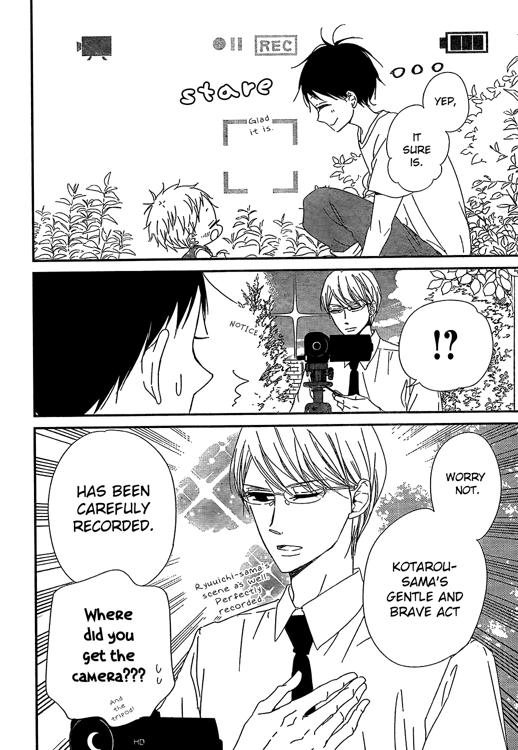 REC
YEP,
IT
SURE
IS.
stare
Glad
it is.
!?
NOTICE
WORRY
NOT.
KOTAROU-
SAMA'S
GENTLE AND
BRAVE ACT
HAS BEEN
CAREFULY
RECORDED.
Ryuuichi-sama's
scene as well.
Perfectly
recorded
Where
did you
get the
camera???
And
the
tripod!
HD